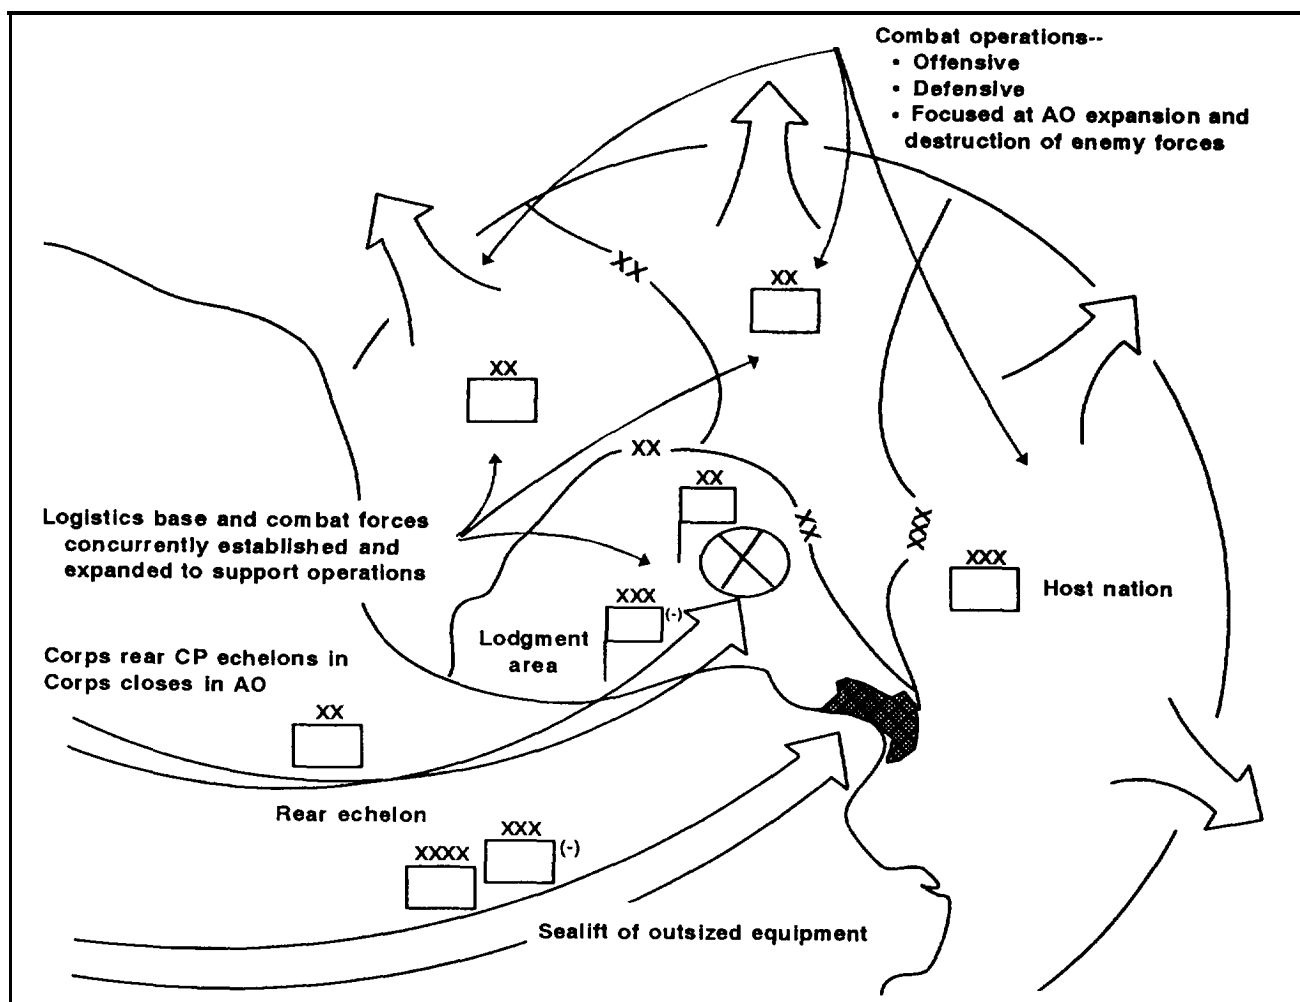 Combat operations--
• Offensive
• Defensive
• Focused at AO expansion and
destruction of enemy forces
XX
XX
XX
XX
XX
XX
XXX
Logistics base and combat forces
concurrently established and
expanded to support operations
XXX
Host nation
XXX
(-)
Lodgment
area
Corps rear CP echelons in
Corps closes in AO
XX
Rear echelon
XXX
(-)
XXXX
Sealift of outsized equipment